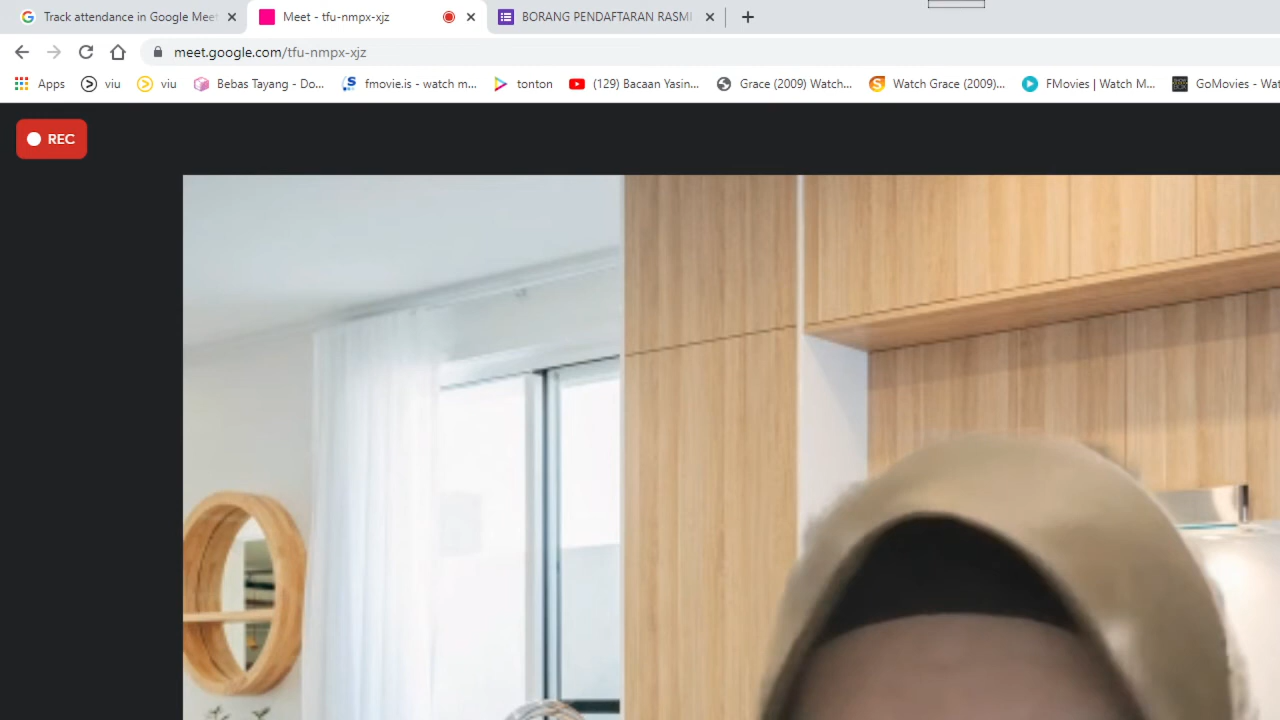 Track attendance in Google Meet
Meet - tfu-nmpx-xjz
BORANG PENDAFTARAN RASMI
meet.google.com/tfu-nmpx-xjz
Apps
viu
viu
Bebas Tayang - Do...
fmovie.is - watch m...
tonton
(129) Bacaan Yasin...
Grace (2009) Watch...
Watch Grace (2009)...
FMovies | Watch M...
GoMovies - Wat
REC